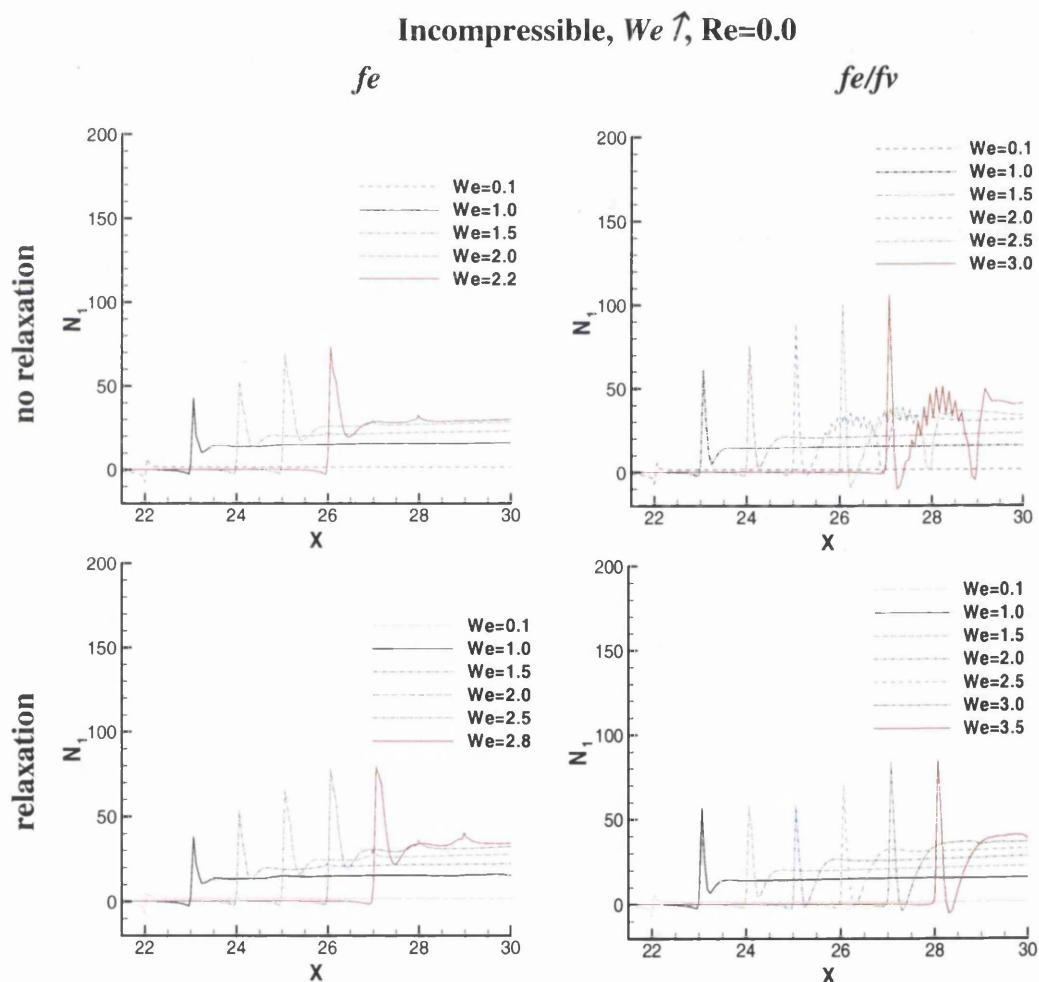 Incompressible, We ↑, Re=0.0
fe
fe/fv
no relaxation
200
150
100
50
0
N₁
22
24
26
28
30
X
We=0.1
We=1.0
We=1.5
We=2.0
We=2.2
200
150
100
50
0
N₁
22
24
26
28
30
X
We=0.1
We=1.0
We=1.5
We=2.0
We=2.5
We=3.0
relaxation
200
150
100
50
0
N₁
22
24
26
28
30
X
We=0.1
We=1.0
We=1.5
We=2.0
We=2.5
We=2.8
200
150
100
50
0
N₁
22
24
26
28
30
X
We=0.1
We=1.0
We=1.5
We=2.0
We=2.5
We=3.0
We=3.5